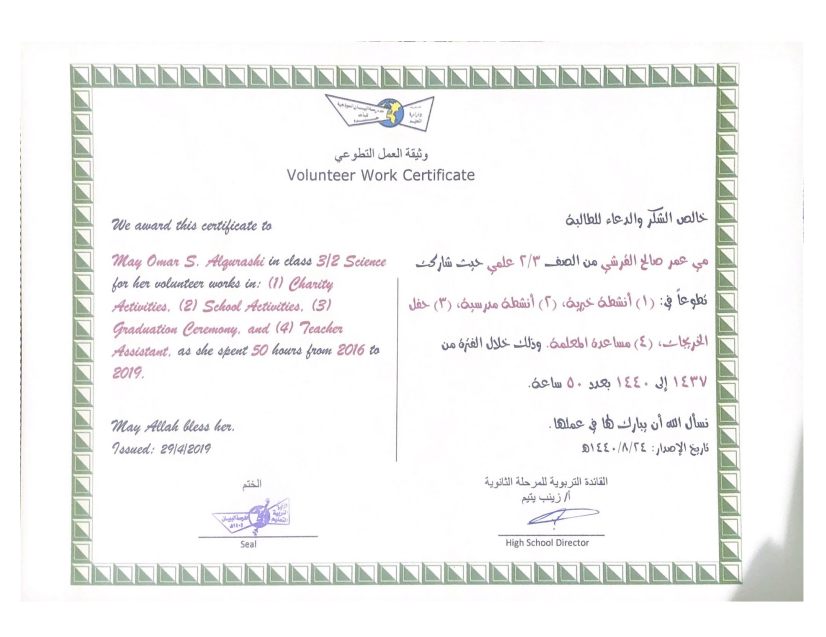 وثيقة العمل التطوعي
Volunteer Work Certificate
We award this certificate to
May Omar S. Alqurashi in class 3/2 Science
for her volunteer works in: (1) Charity
Activities, (2) School Activities, (3)
Graduation Ceremony, and (4) Teacher
Assistant, as she spent 50 hours from 2016 to
2019.
May Allah bless her.
Issued: 29/4/2019
خالص الشكر والدعاء للطالبة
مي عمر صالح القرشي من الصف ٢/٣ علمي حيث شاركت
تطوعاً في: (١) أنشطة خيرية، (٢) أنشطة مدرسية، (٣) حفل
الخريجات، (٤) مساعدة المعلمة. وذلك خلال الفترة من
١٤٣٧ إلى ١٤٤٠ بعدد ٥٠ ساعة.
نسأل الله أن يبارك لها في عملها.
تاريخ الإصدار: ١٤٤٠/٨/٢٤هـ
الختم
Seal
القائدة التربوية للمرحلة الثانوية
أ/ زينب يتيم
High School Director